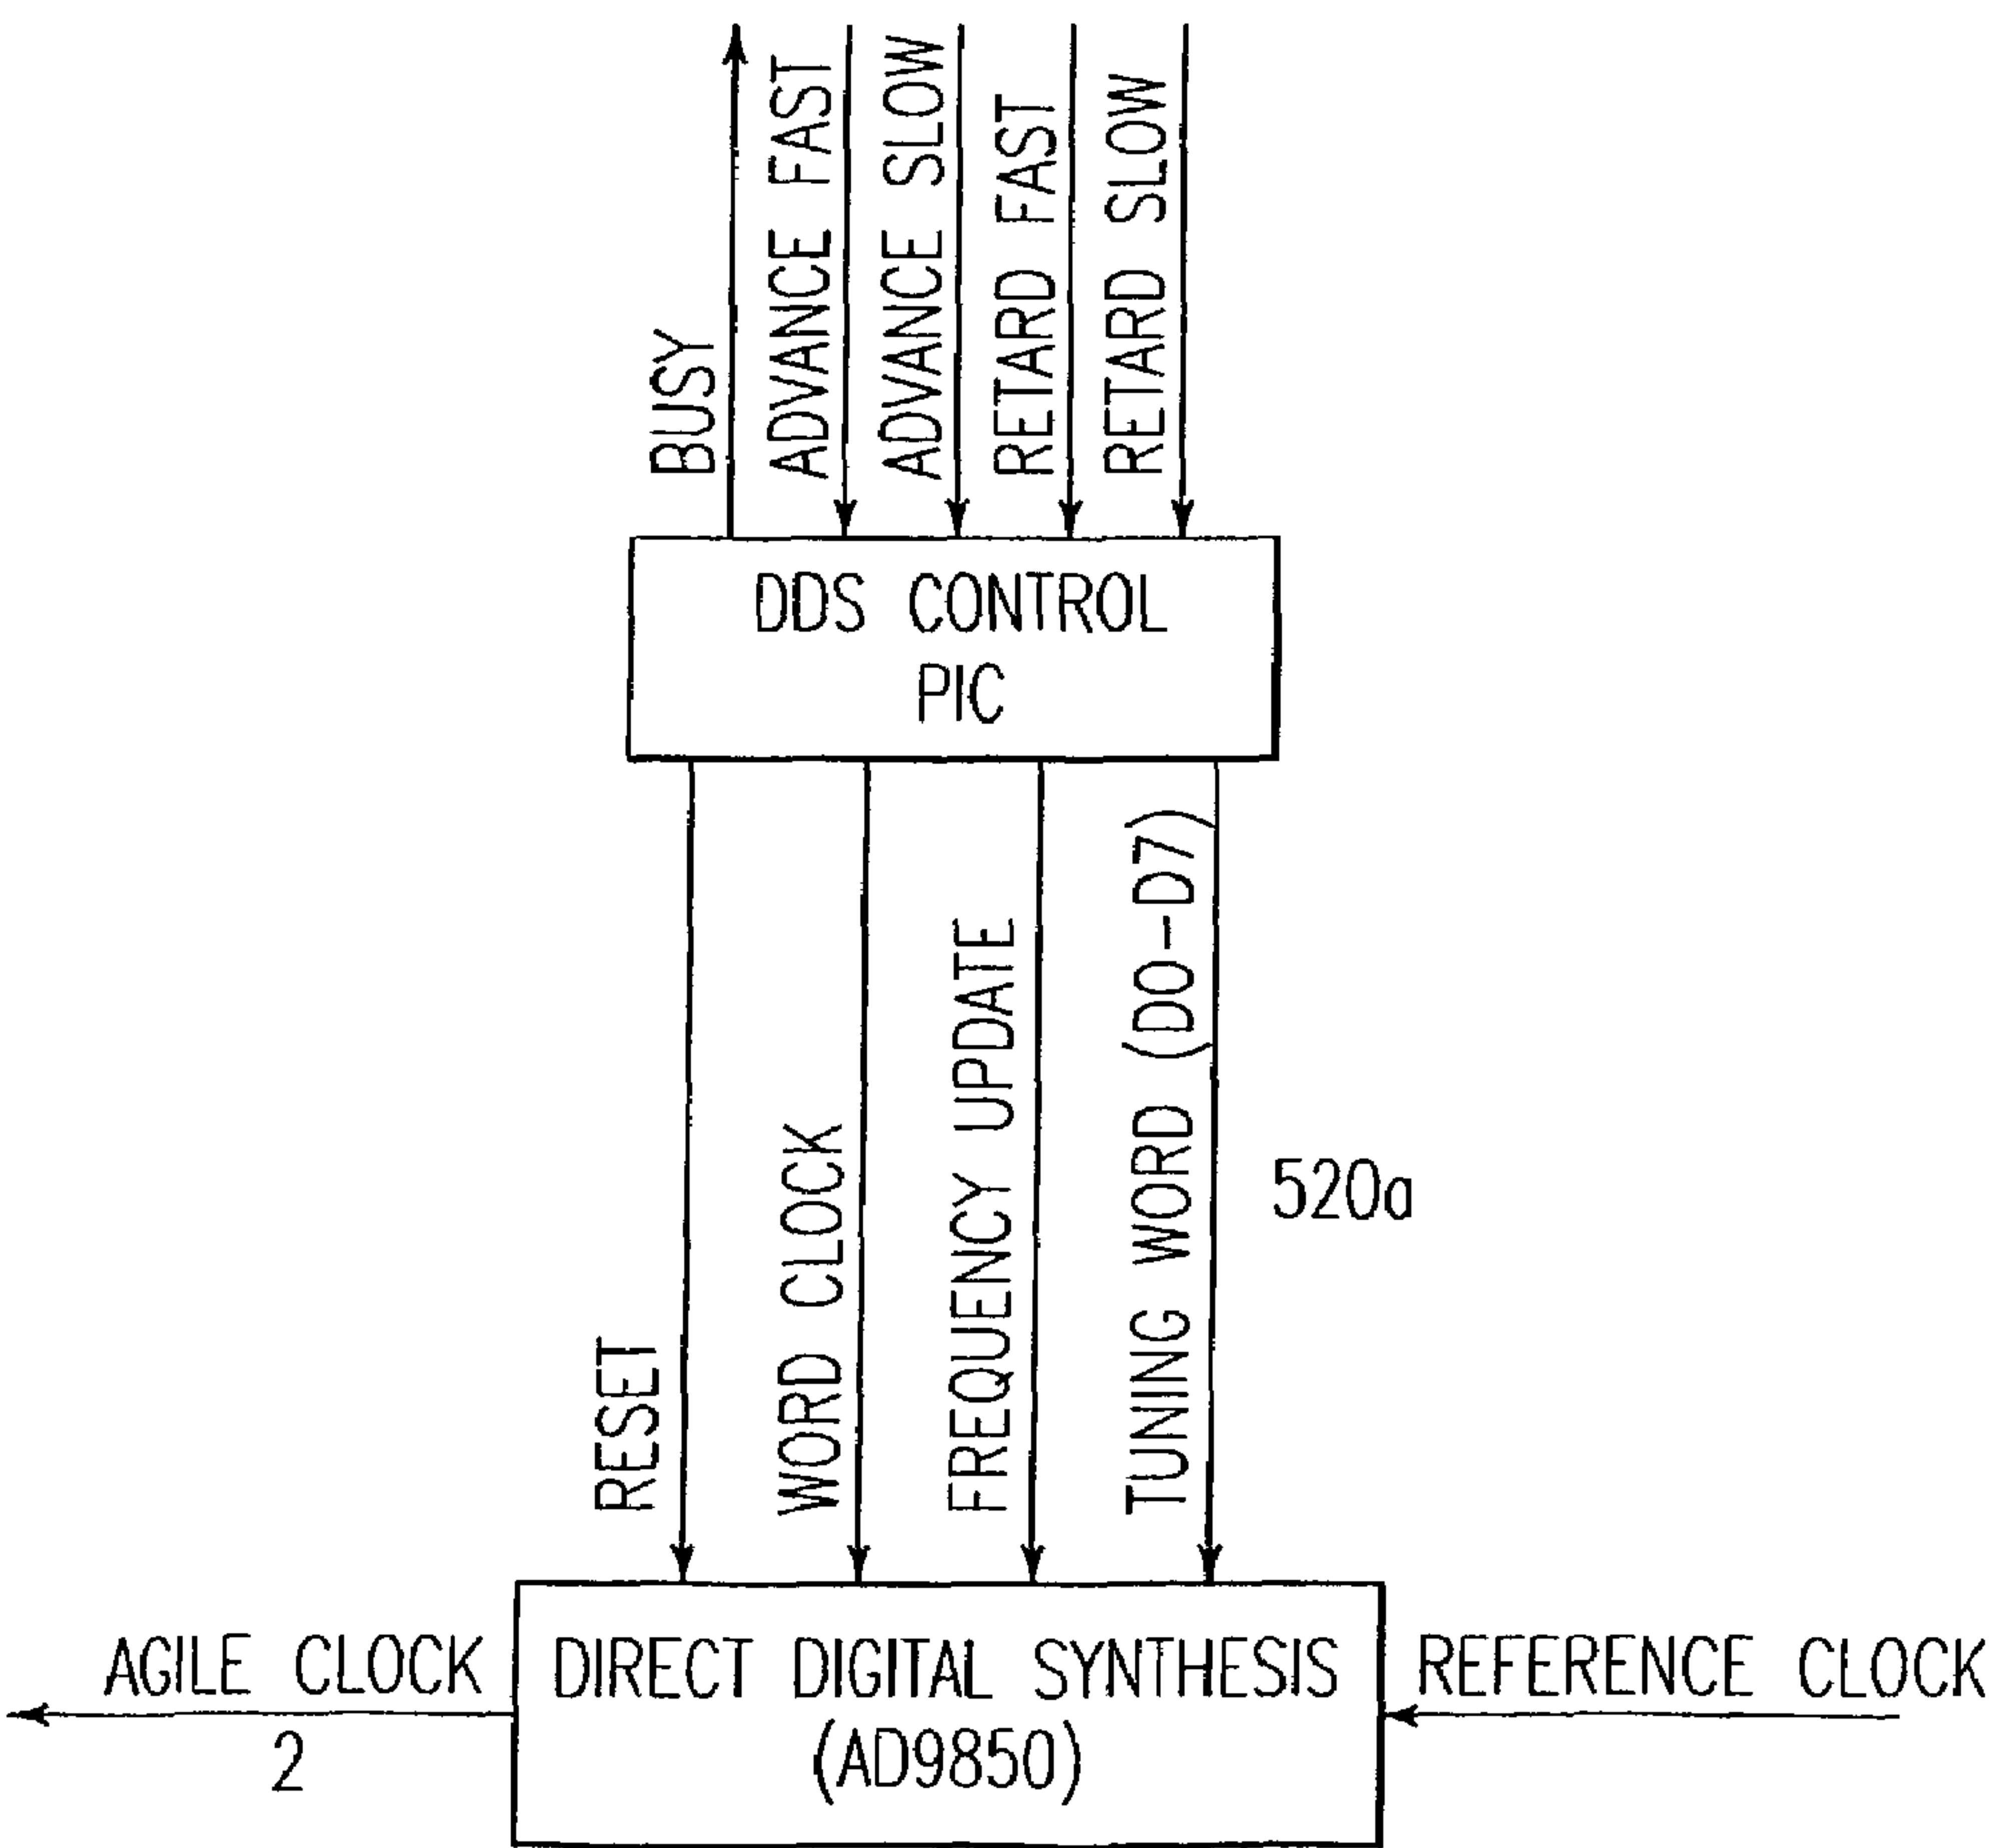 BUSY
ADVANCE FAST
ADVANCE SLOW
RETARD FAST
RETARD SLOW
DDS CONTROL
PIC
RESET
WORD CLOCK
FREQUENCY UPDATE
TUNING WORD (D0-D7)
520a
AGILE CLOCK
2
DIRECT DIGITAL SYNTHESIS
(AD9850)
REFERENCE CLOCK